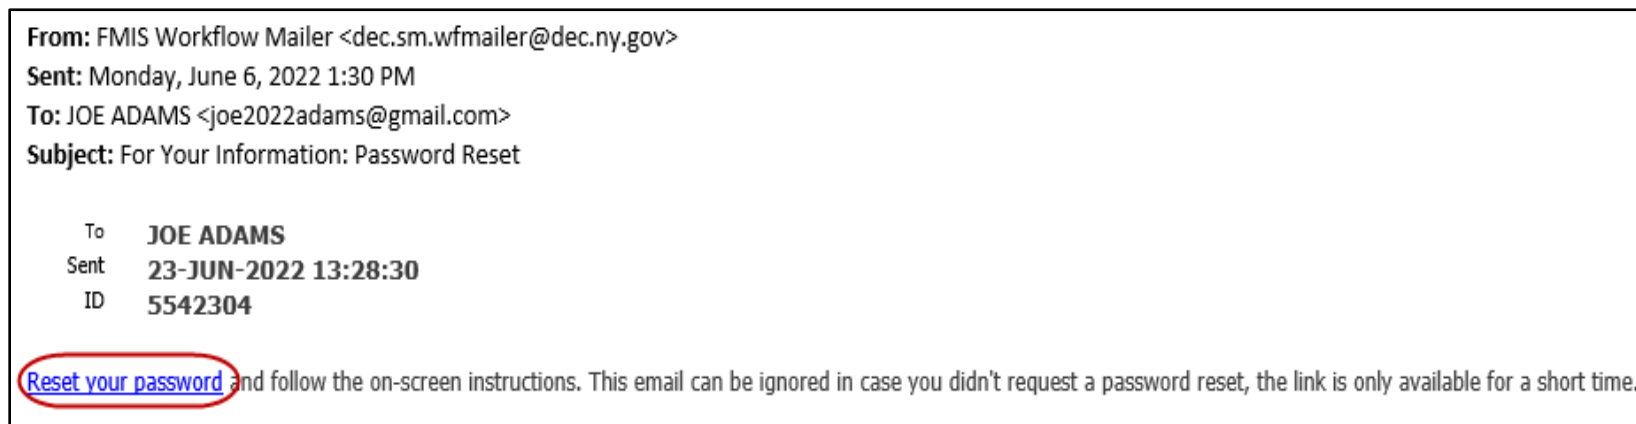 From: FMIS Workflow Mailer <dec.sm.wfmailer@dec.ny.gov>
Sent: Monday, June 6, 2022 1:30 PM
To: JOE ADAMS <joe2022adams@gmail.com>
Subject: For Your Information: Password Reset
To JOE ADAMS
Sent 23-JUN-2022 13:28:30
ID 5542304
Reset your password and follow the on-screen instructions. This email can be ignored in case you didn't request a password reset, the link is only available for a short time.